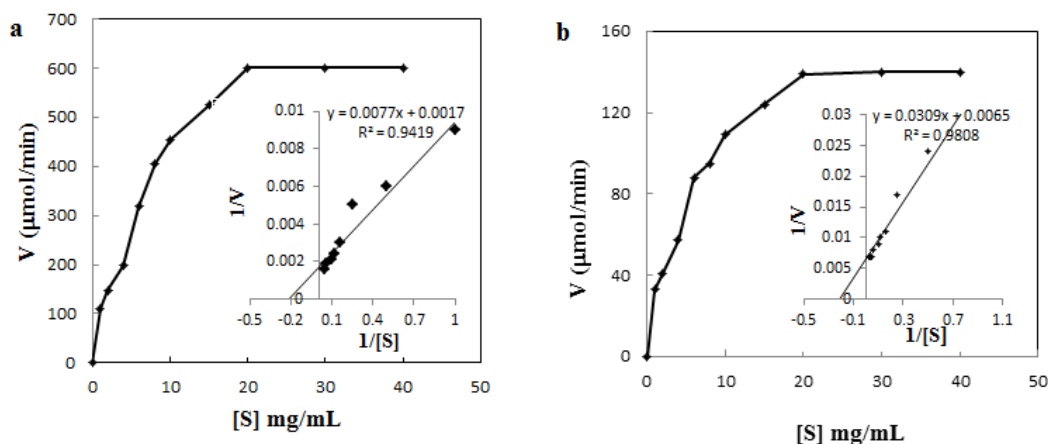 a
V (μmol/min)
700
600
500
400
300
200
100
0
0 10 20 30 40 50
[S] mg/mL
y = 0.0077x + 0.0017
R² = 0.9419
1/V
0.01
0.008
0.006
0.004
0.002
0
-0.5 -0.2 0.1 0.4 0.7 1
1/[S]
b
V (μmol/min)
160
120
80
40
0
0 10 20 30 40 50
[S] mg/mL
y = 0.0309x + 0.0065
R² = 0.9808
1/V
0.03
0.025
0.02
0.015
0.01
0.005
0
-0.5 -0.1 0.3 0.7 1.1
1/[S]